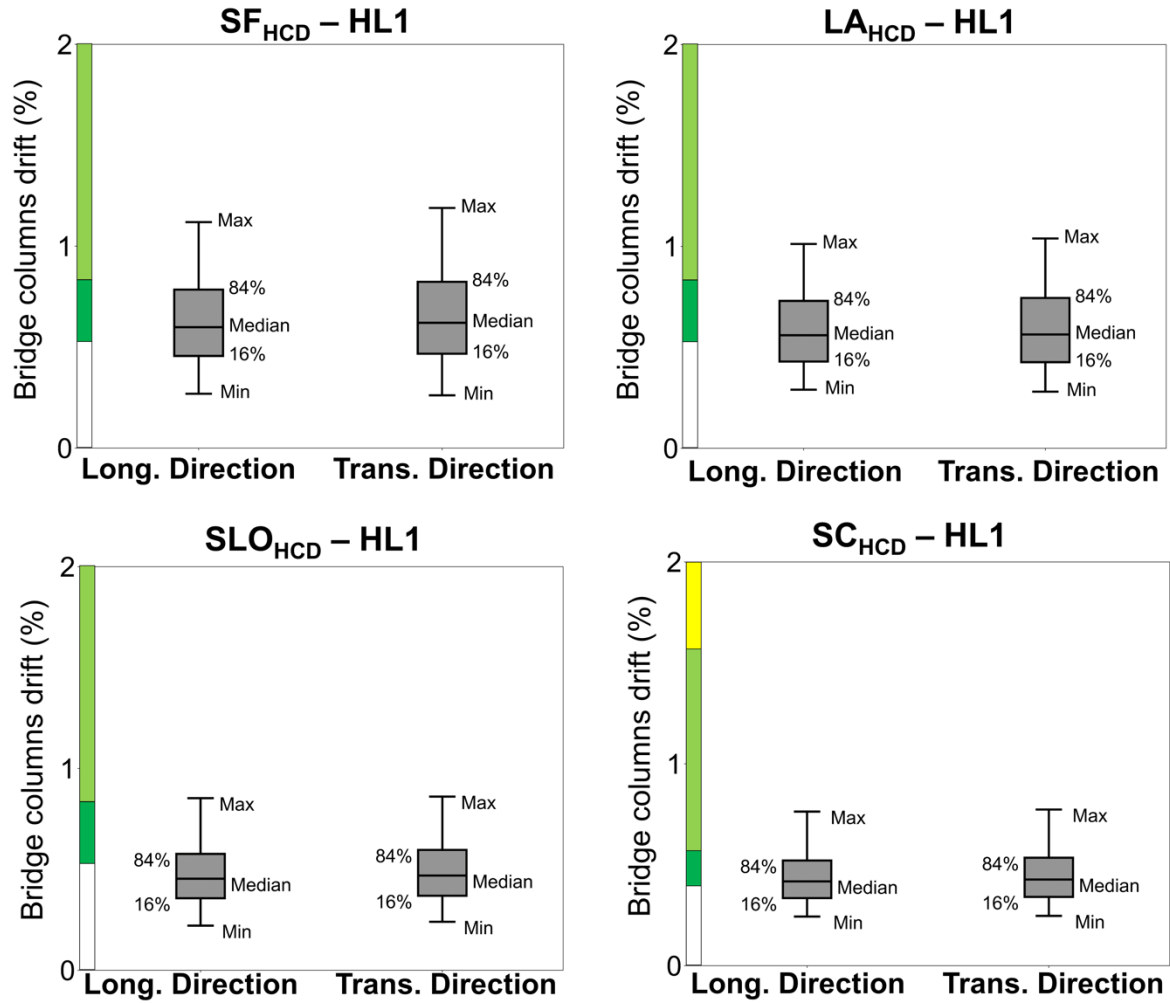 SF_HCD – HL1
Bridge columns drift (%)
2
1
0
Max
84%
Median
16%
Min
Max
84%
Median
16%
Min
Long. Direction
Trans. Direction
LA_HCD – HL1
Bridge columns drift (%)
2
1
0
Max
84%
Median
16%
Min
Max
84%
Median
16%
Min
Long. Direction
Trans. Direction
SLO_HCD – HL1
Bridge columns drift (%)
2
1
0
Max
84%
Median
16%
Min
Max
84%
Median
16%
Min
Long. Direction
Trans. Direction
SC_HCD – HL1
Bridge columns drift (%)
2
1
0
Max
84%
Median
16%
Min
Max
84%
Median
16%
Min
Long. Direction
Trans. Direction